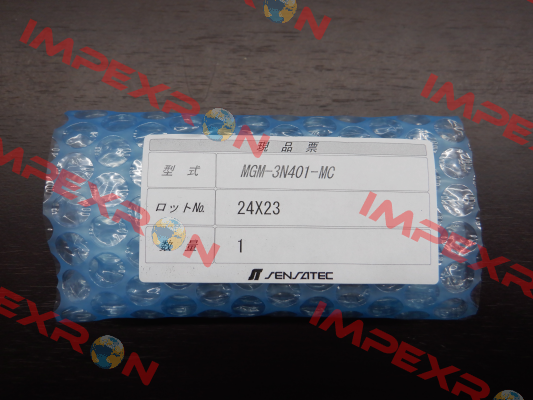 IMPEXRON
IMPEXRON
現品票
型式 MGM-3N401-MC
ロットNo. 24X23
数量 1
SENSATEC
IMPEXRON
IMPEXRON